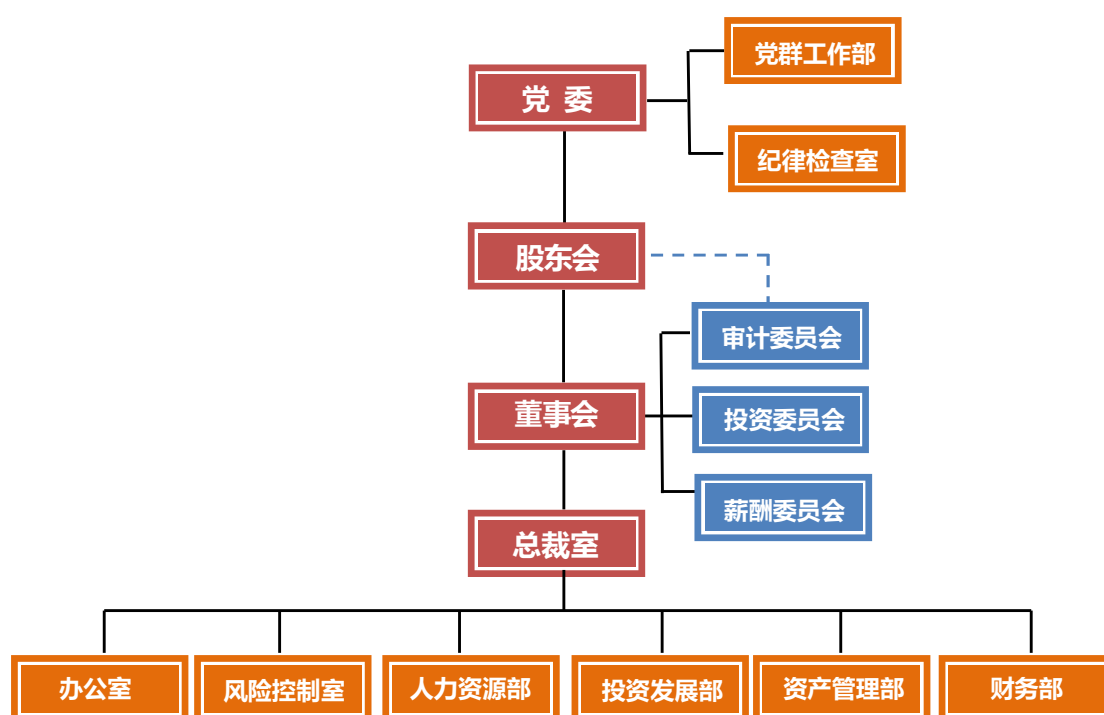 党群工作部
党 委
纪律检查室
股东会
审计委员会
董事会
投资委员会
薪酬委员会
总裁室
办公室
风险控制室
人力资源部
投资发展部
资产管理部
财务部